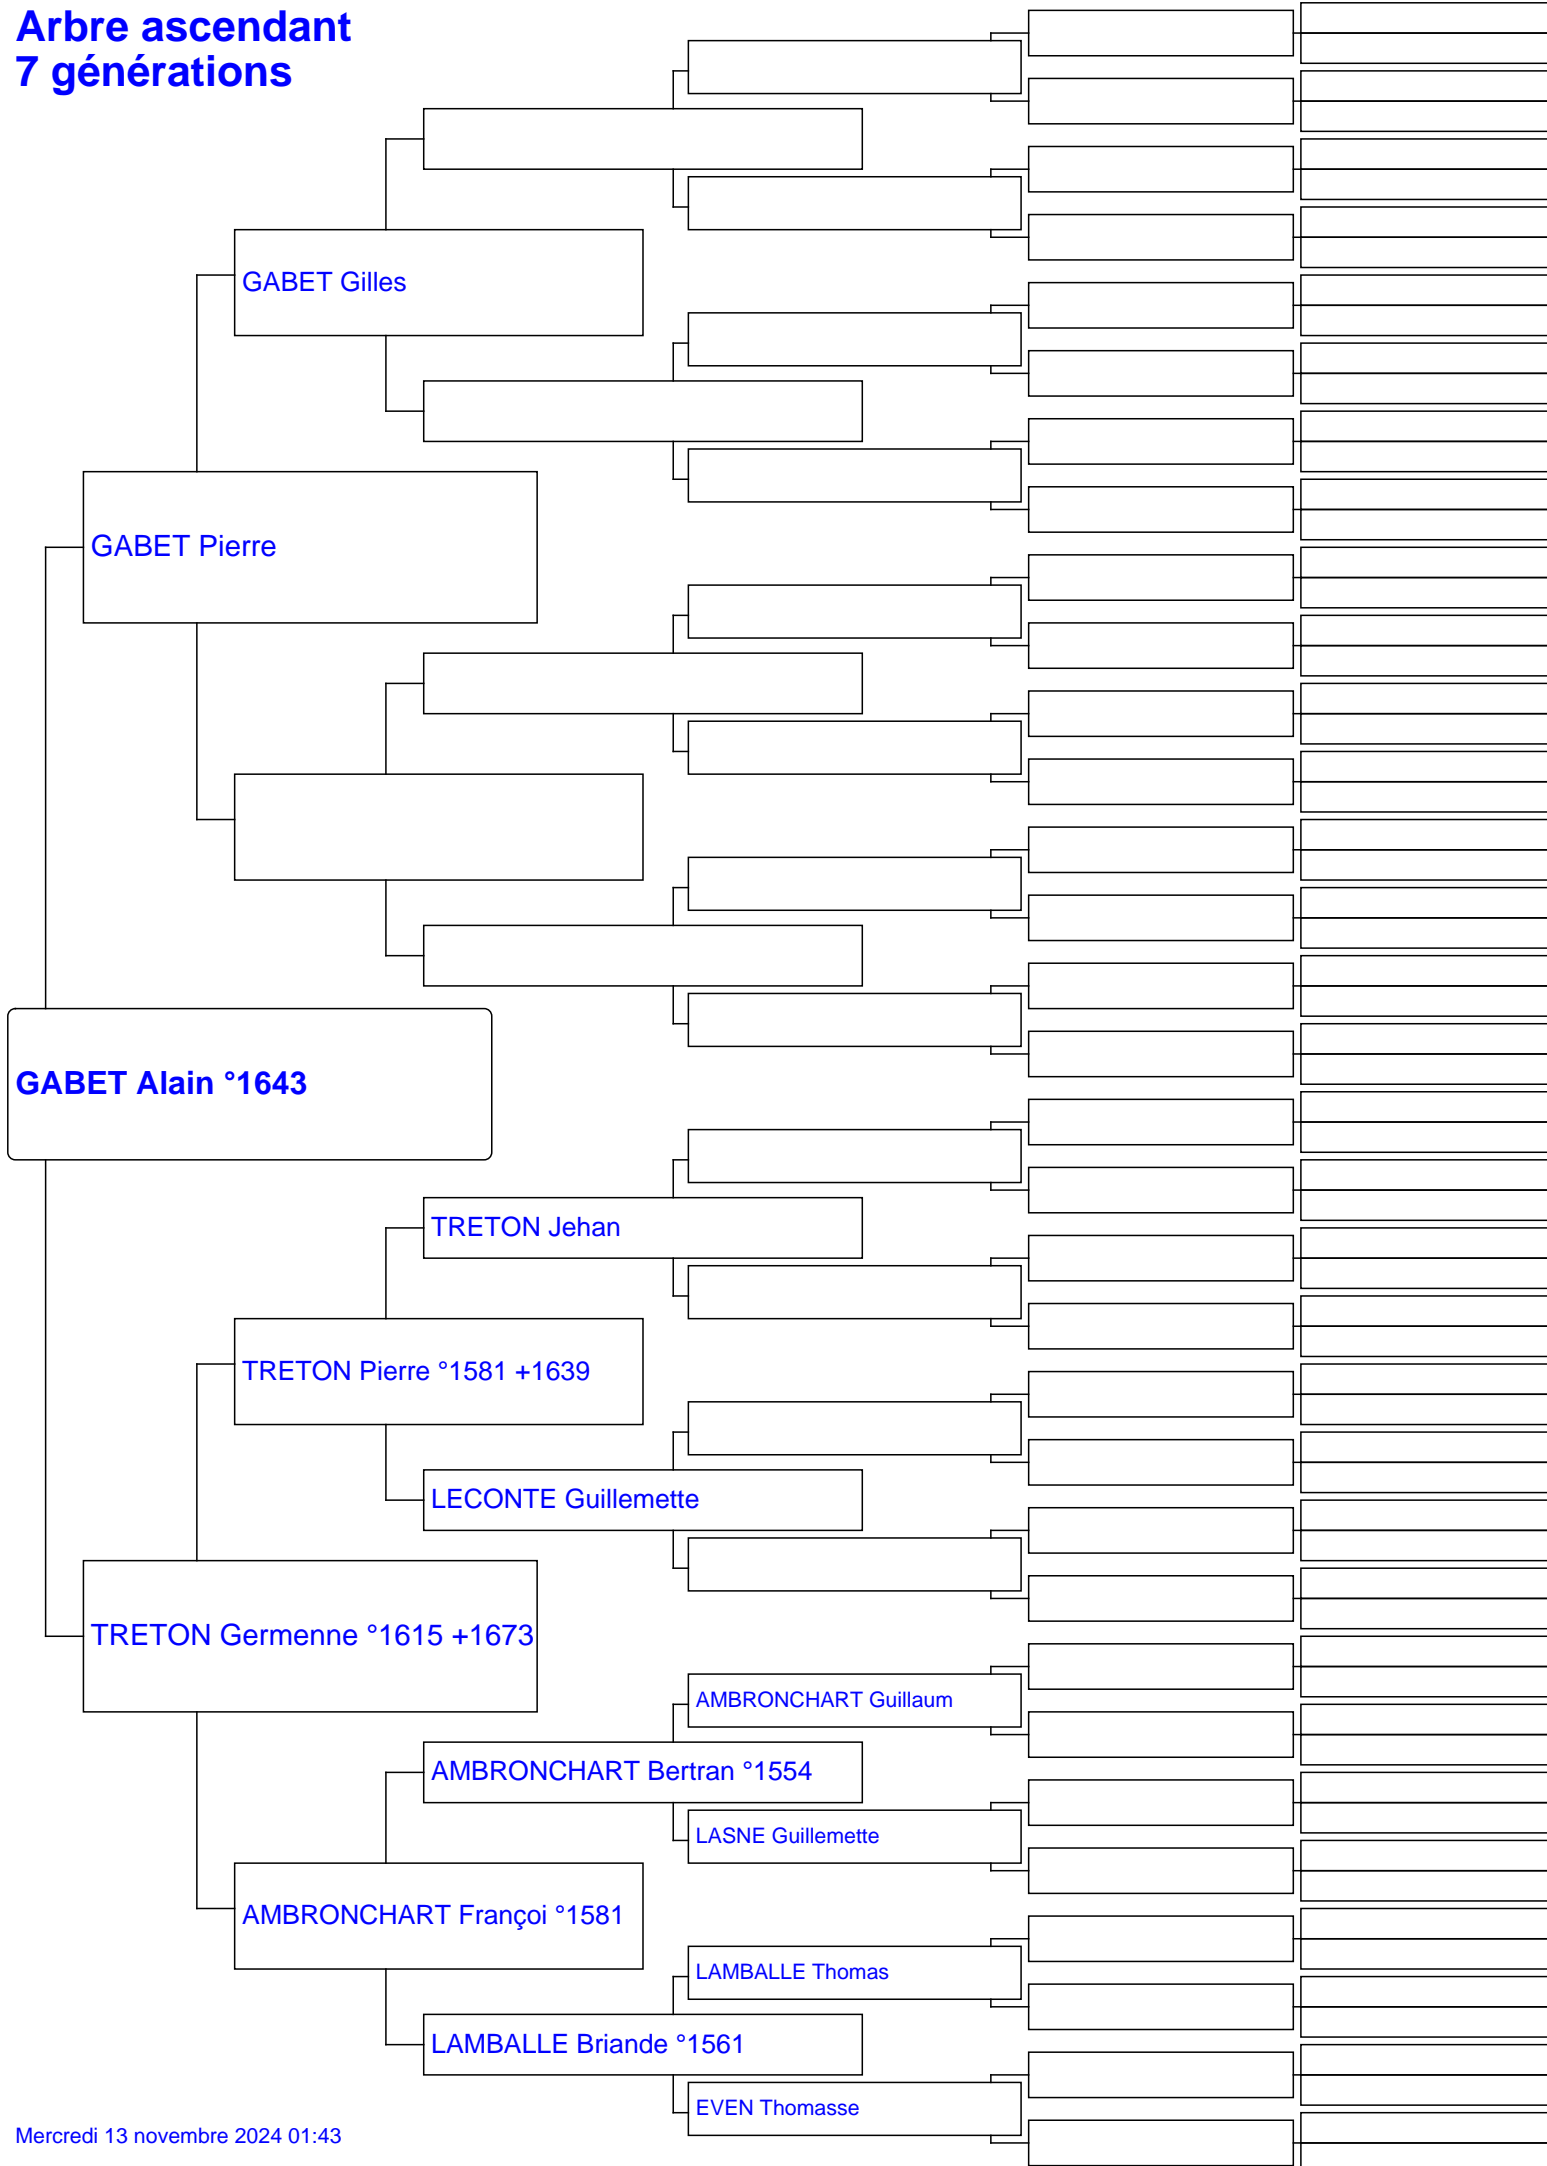 Arbre ascendant
7 générations
GABET Gilles
GABET Pierre
GABET Alain °1643
TRETON Jehan
TRETON Pierre °1581 +1639
LECONTE Guillemette
TRETON Germenne °1615 +1673
AMBRONCHART Guillaum
AMBRONCHART Bertran °1554
LASNE Guillemette
AMBRONCHART Françoi °1581
LAMBALLE Thomas
LAMBALLE Briande °1561
EVEN Thomasse
Mercredi 13 novembre 2024 01:43